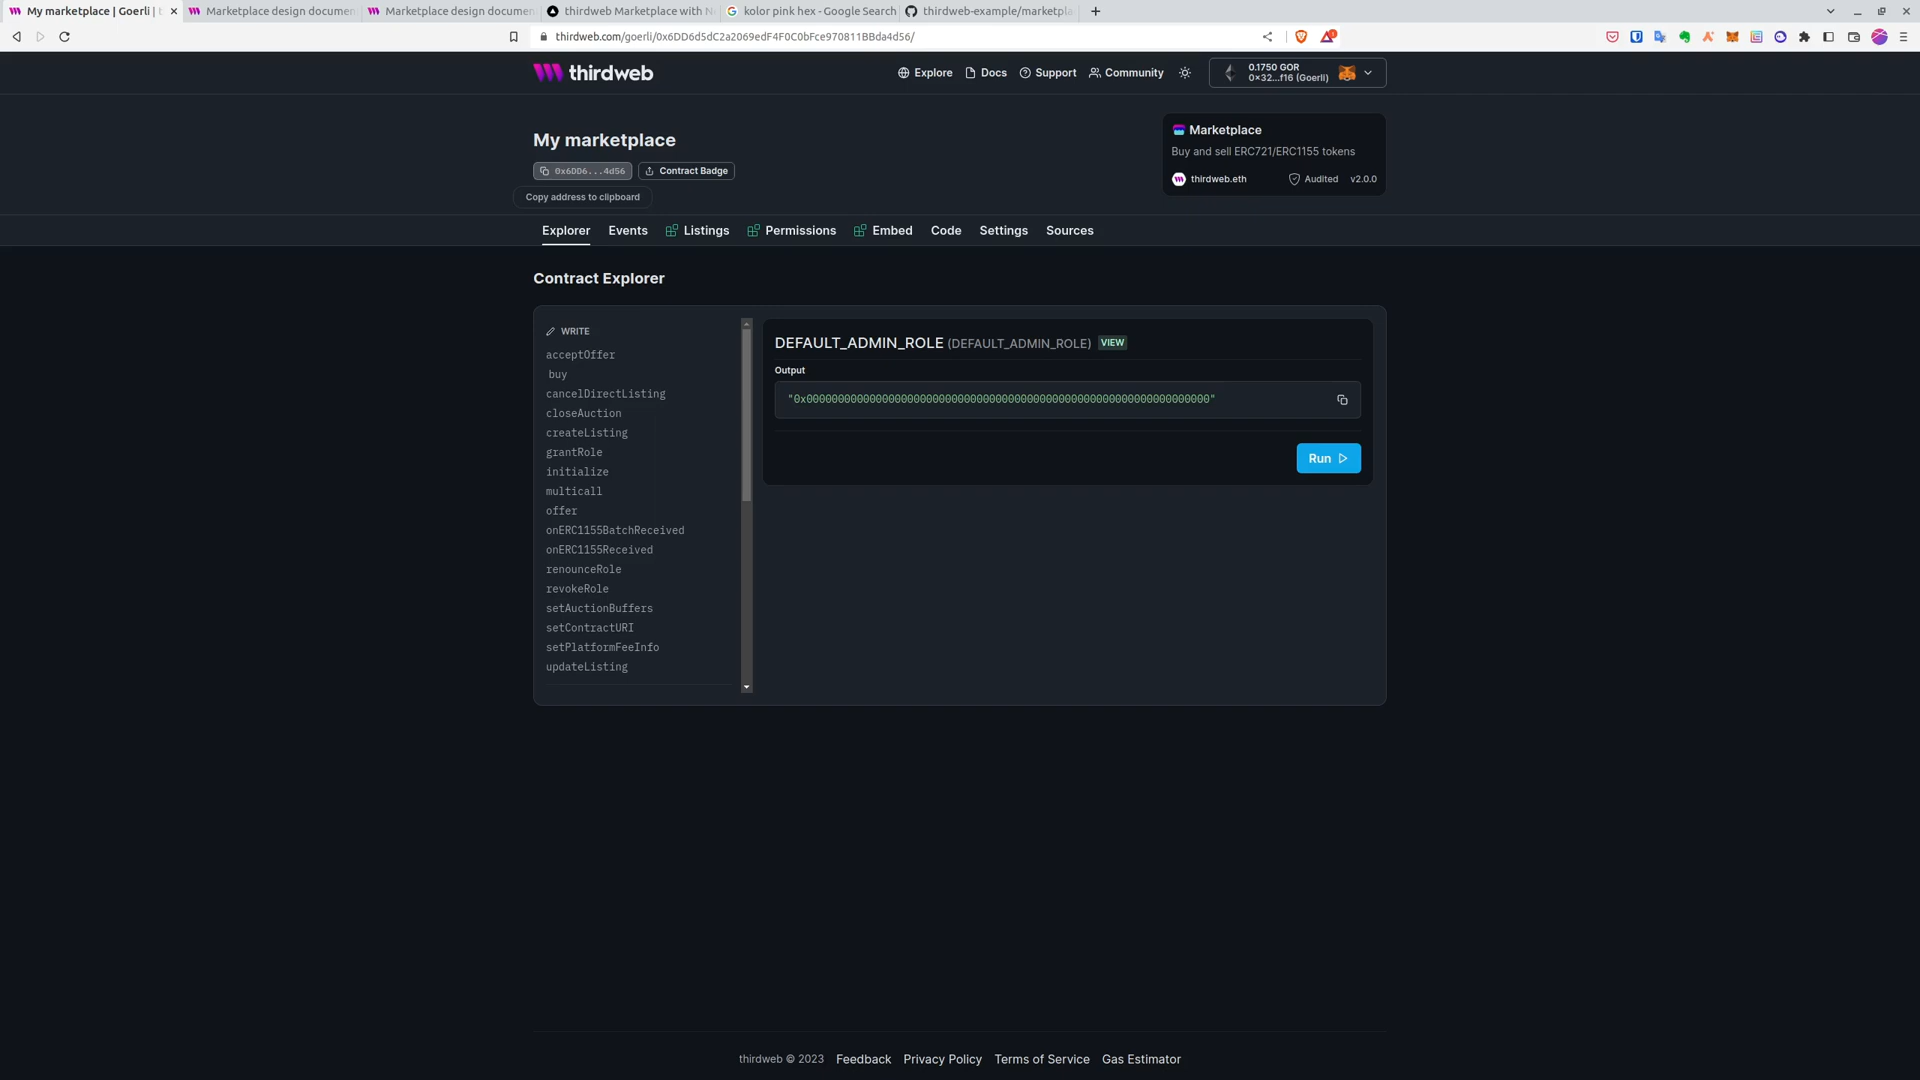 My marketplace | Goerli | t
Marketplace design documen
Marketplace design documen
thirdweb Marketplace with N
kolor pink hex - Google Search
thirdweb-example/marketpla
thirdweb.com/goerli/0x6DD6d5dC2a2069edF4F0C0bFce970811BBda4d56/
thirdweb
Explore
Docs
Support
Community
0.1750 GOR
0x32...f16 (Goerli)
My marketplace
0x6DD6...4d56
Contract Badge
Copy address to clipboard
Marketplace
Buy and sell ERC721/ERC1155 tokens
thirdweb.eth
Audited
v2.0.0
Explorer
Events
Listings
Permissions
Embed
Code
Settings
Sources
Contract Explorer
WRITE
acceptOffer
buy
cancelDirectListing
closeAuction
createListing
grantRole
initialize
multicall
offer
onERC1155BatchReceived
onERC1155Received
renounceRole
revokeRole
setAuctionBuffers
setContractURI
setPlatformFeeInfo
updateListing
DEFAULT_ADMIN_ROLE (DEFAULT_ADMIN_ROLE) VIEW
Output
"0x0000000000000000000000000000000000000000000000000000000000000000"
Run
thirdweb © 2023
Feedback
Privacy Policy
Terms of Service
Gas Estimator